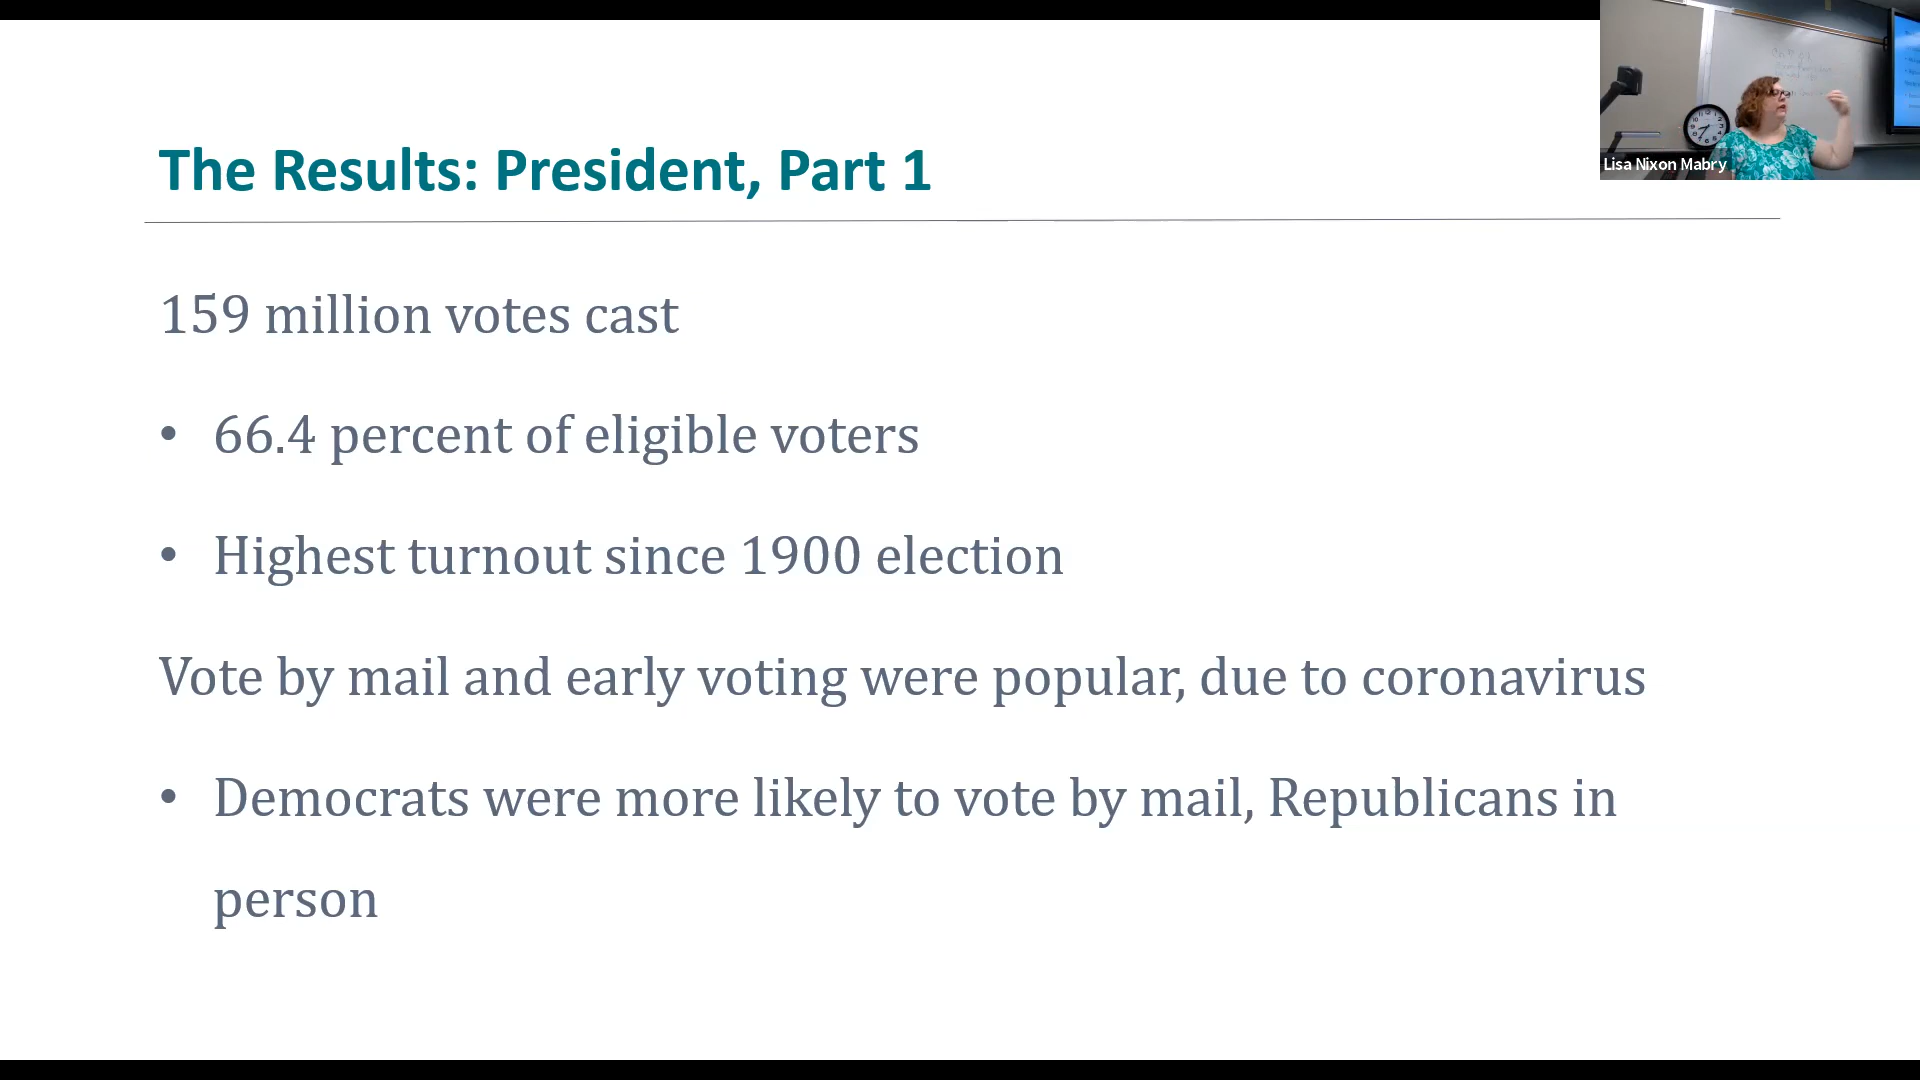 The Results: President, Part 1
Lisa Nixon Mabry
159 million votes cast
• 66.4 percent of eligible voters
• Highest turnout since 1900 election
Vote by mail and early voting were popular, due to coronavirus
• Democrats were more likely to vote by mail, Republicans in
person